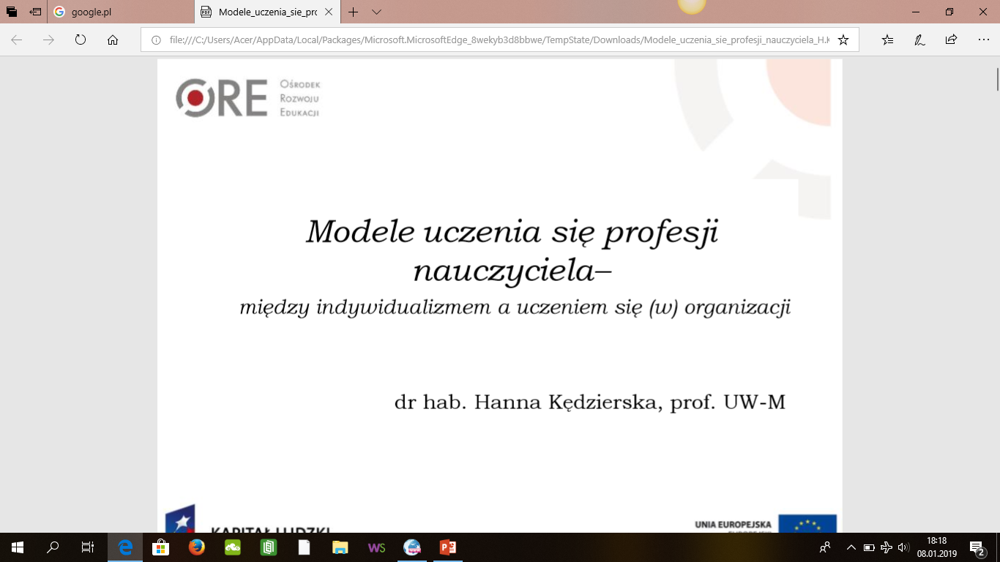 google.pl
Modele_uczenia_sie_pro
file:///C:/Users/Acer/AppData/Local/Packages/Microsoft.MicrosoftEdge_8wekyb3d8bbwe/TempState/Downloads/Modele_uczenia_sie_profesji_nauczyciela_H.K
ORE
Ośrodek
Rozwoju
Edukacji
Modele uczenia się profesji
nauczyciela–
między indywidualizmem a uczeniem się (w) organizacji
dr hab. Hanna Kędzierska, prof. UW-M
KAPITAŁ LUDZKI
UNIA EUROPEJSKA
WS
18:18
08.01.2019
2